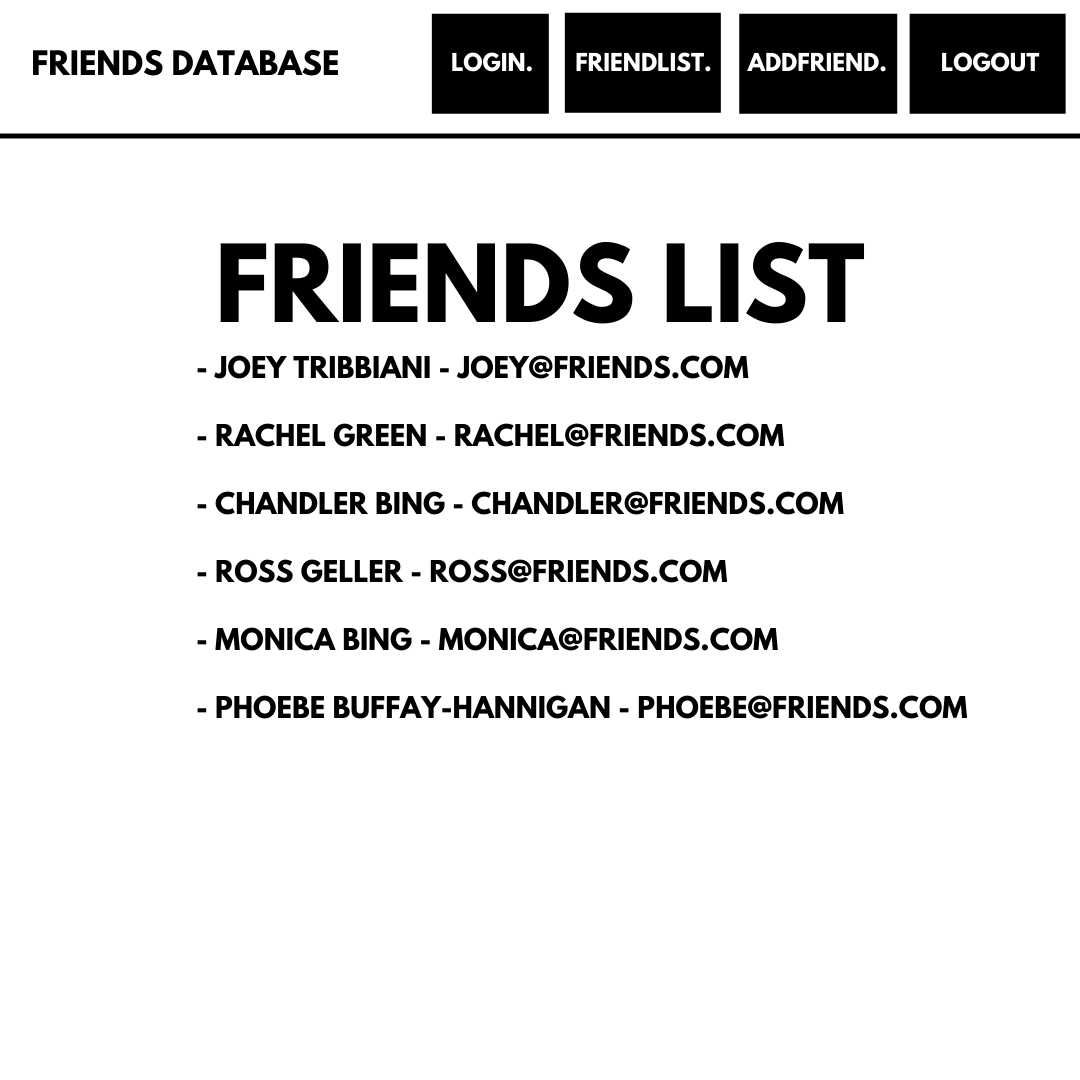 FRIENDS DATABASE
LOGIN.
FRIENDLIST.
ADDFRIEND.
LOGOUT
FRIENDS LIST
- JOEY TRIBBIANI - JOEY@FRIENDS.COM
- RACHEL GREEN - RACHEL@FRIENDS.COM
- CHANDLER BING - CHANDLER@FRIENDS.COM
- ROSS GELLER - ROSS@FRIENDS.COM
- MONICA BING - MONICA@FRIENDS.COM
- PHOEBE BUFFAY-HANNIGAN - PHOEBE@FRIENDS.COM